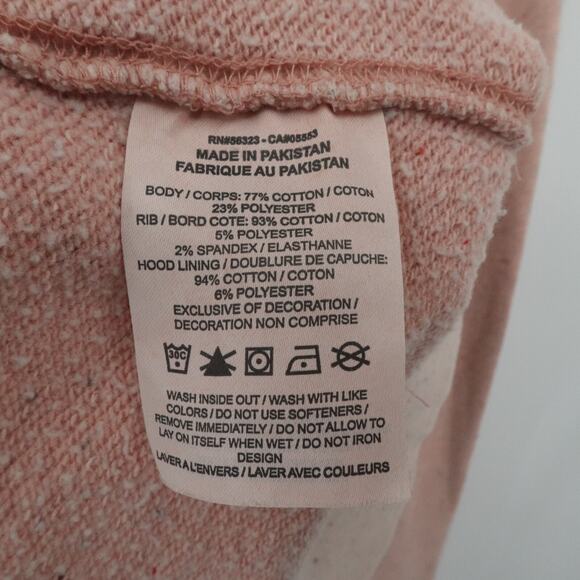 RN#56323 - CA#05553
MADE IN PAKISTAN
FABRIQUE AU PAKISTAN
BODY / CORPS: 77% COTTON / COTON
23% POLYESTER
RIB / BORD COTE: 93% COTTON / COTON
5% POLYESTER
2% SPANDEX / ELASTHANNE
HOOD LINING / DOUBLURE DE CAPUCHE:
94% COTTON / COTON
6% POLYESTER
EXCLUSIVE OF DECORATION /
DECORATION NON COMPRISE
30C
WASH INSIDE OUT / WASH WITH LIKE
COLORS / DO NOT USE SOFTENERS /
REMOVE IMMEDIATELY / DO NOT ALLOW TO
LAY ON ITSELF WHEN WET / DO NOT IRON
DESIGN
LAVER A L'ENVERS / LAVER AVEC COULEURS